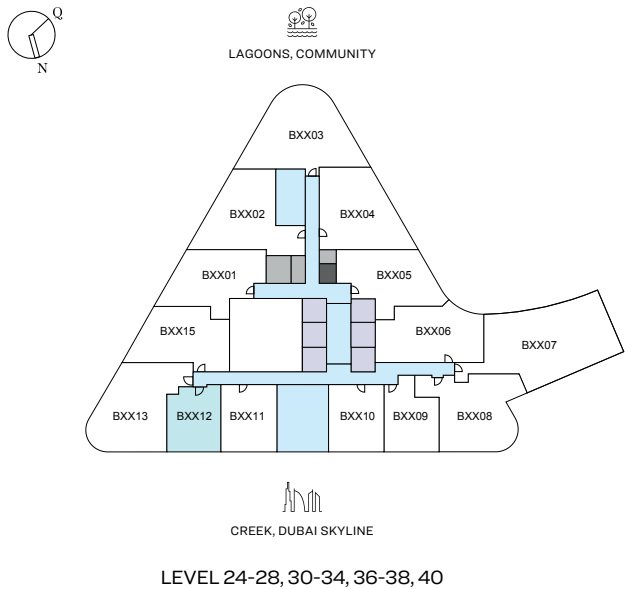 Q
N
LAGOONS, COMMUNITY
BXX03
BXX02
BXX04
BXX01
BXX05
BXX15
BXX06
BXX07
BXX13
BXX12
BXX11
BXX10
BXX09
BXX08
CREEK, DUBAI SKYLINE
LEVEL 24-28, 30-34, 36-38, 40